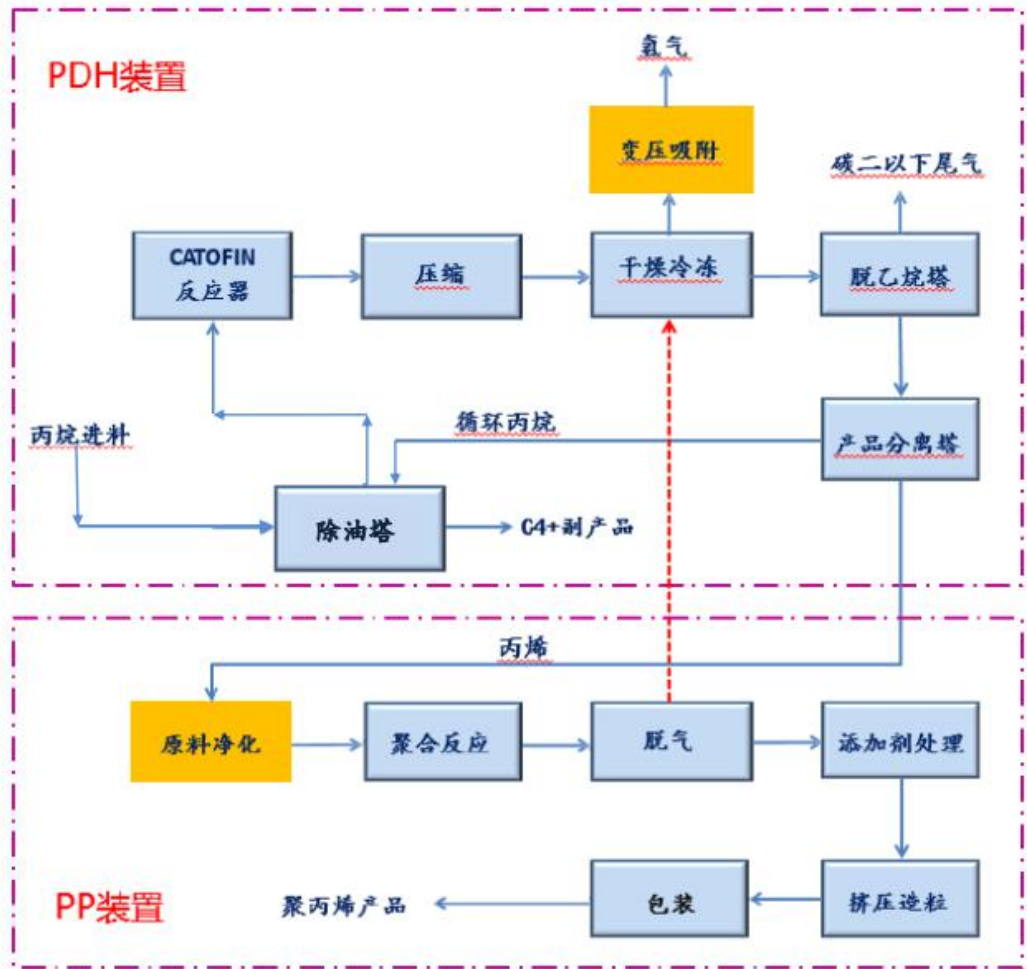 PDH装置
氢气
变压吸附
碳二以下尾气
CATOFIN
反应器
压缩
干燥冷冻
脱乙烷塔
丙烷进料
循环丙烷
产品分离塔
除油塔
C4+副产品
丙烯
原料净化
聚合反应
脱气
添加剂处理
PP装置
聚丙烯产品
包装
挤压造粒